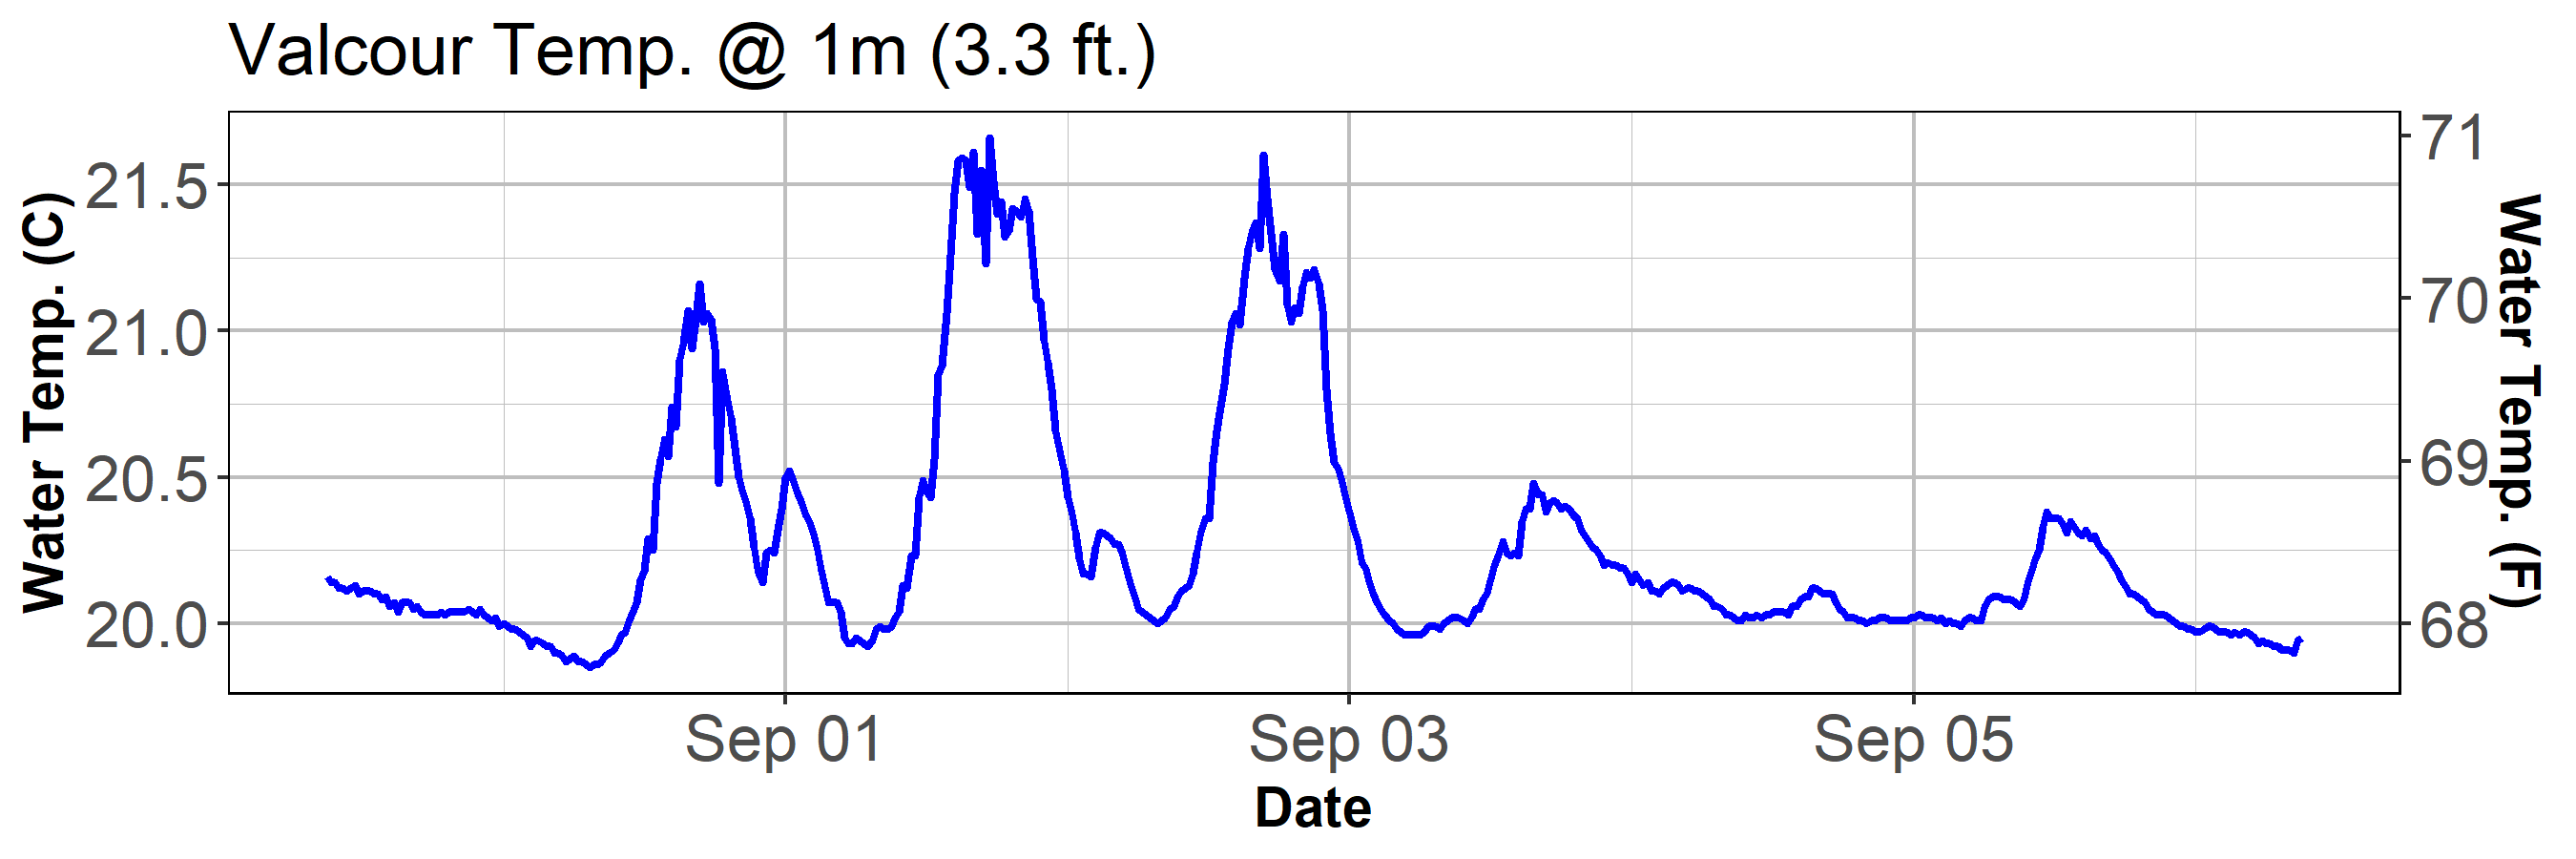 Valcour Temp. @ 1m (3.3 ft.)
Water Temp. (C)
21.5
21.0
20.5
20.0
71
70
69
68
Water Temp. (F)
Sep 01
Sep 03
Sep 05
Date